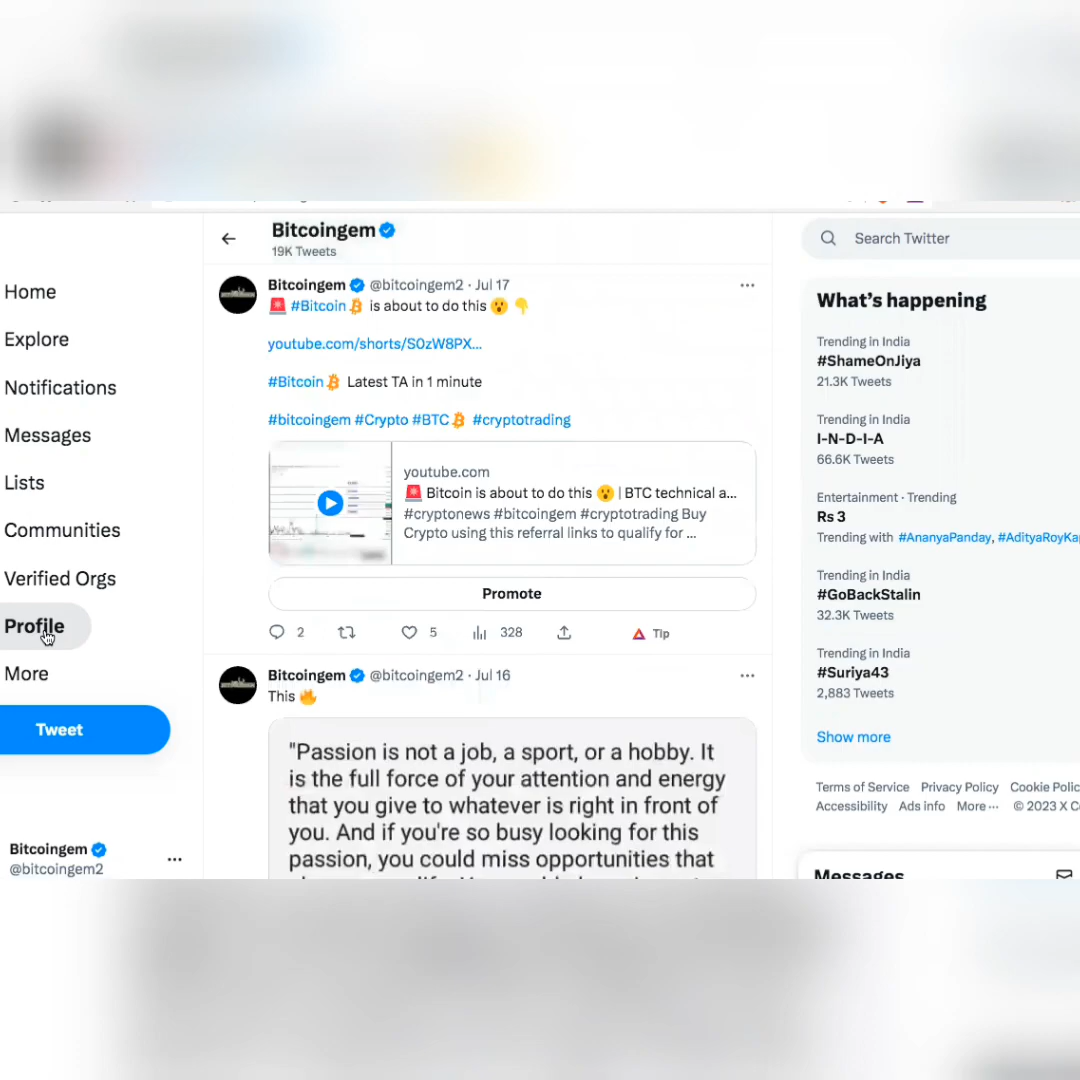 Home
Explore
Notifications
Messages
Lists
Communities
Verified Orgs
Profile
More
Tweet
Bitcoingem
@bitcoingem2
Bitcoingem
19K Tweets
Bitcoingem @bitcoingem2 · Jul 17
🚨 #Bitcoin is about to do this 😮 👇
youtube.com/shorts/S0zW8PX...
#Bitcoin Latest TA in 1 minute
#bitcoingem #Crypto #BTC #cryptotrading
youtube.com
🚨 Bitcoin is about to do this 😮 | BTC technical a...
#cryptonews #bitcoingem #cryptotrading Buy
Crypto using this referral links to qualify for ...
Promote
2 5 328 Tip
Bitcoingem @bitcoingem2 · Jul 16
This 🔥
"Passion is not a job, a sport, or a hobby. It
is the full force of your attention and energy
that you give to whatever is right in front of
you. And if you're so busy looking for this
passion, you could miss opportunities that
Search Twitter
What's happening
Trending in India
#ShameOnJiya
21.3K Tweets
Trending in India
I-N-D-I-A
66.6K Tweets
Entertainment · Trending
Rs 3
Trending with #AnanyaPanday, #AdityaRoyKap
Trending in India
#GoBackStalin
32.3K Tweets
Trending in India
#Suriya43
2,883 Tweets
Show more
Terms of Service Privacy Policy Cookie Polic
Accessibility Ads info More ··· © 2023 X Co
Messages